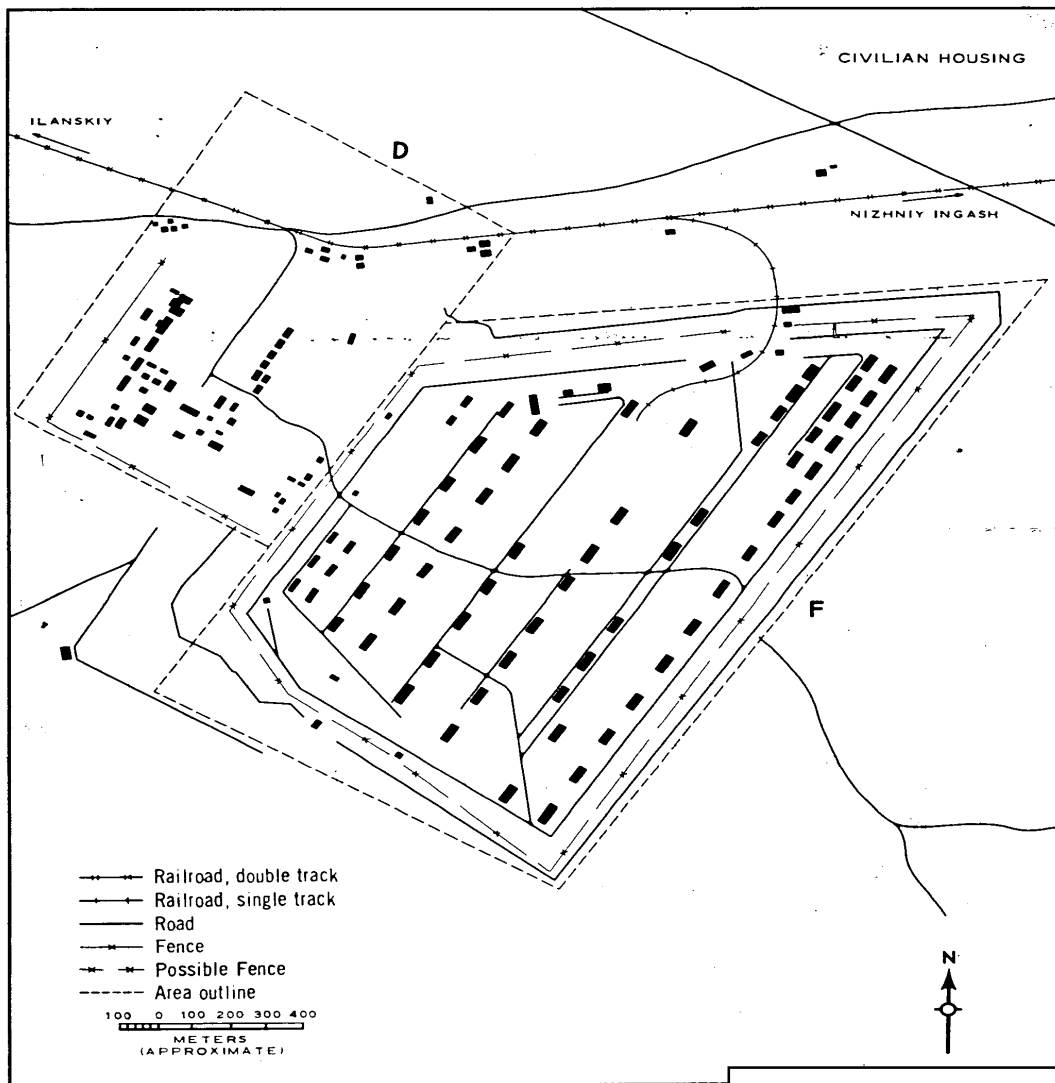 CIVILIAN HOUSING
ILANSKIY
D
NIZHNIY INGASH
F
Railroad, double track
Railroad, single track
Road
Fence
Possible Fence
Area outline
100 0 100 200 300 400
METERS
(APPROXIMATE)
N